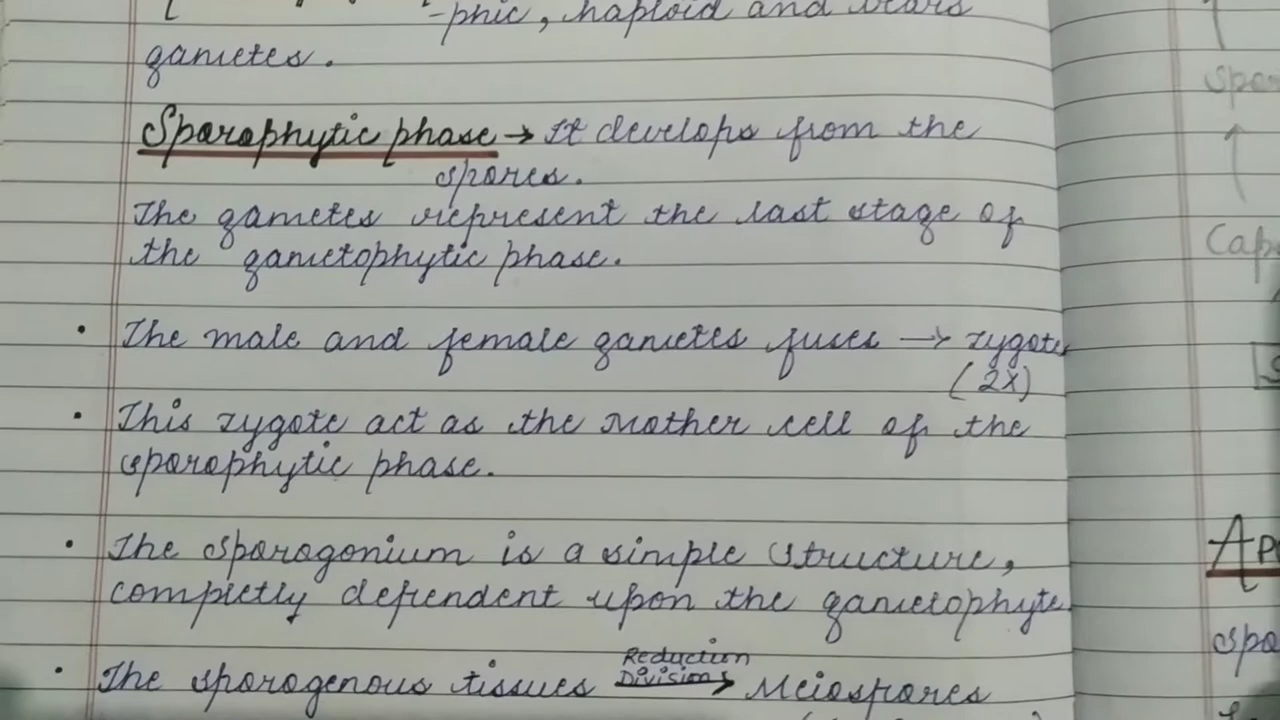 -phic, haploid and bears
gametes.
Sporophytic phase → It develops from the
spores.
The gametes represent the last stage of
the gametophytic phase.
• The male and female gametes fuses → zygote
(2x)
• This zygote act as the mother cell of the
sporophytic phase.
• The sporogonium is a simple structure,
completly dependent upon the gametophyte
• The sporogenous tissues Reduction Divisions → Meiospores